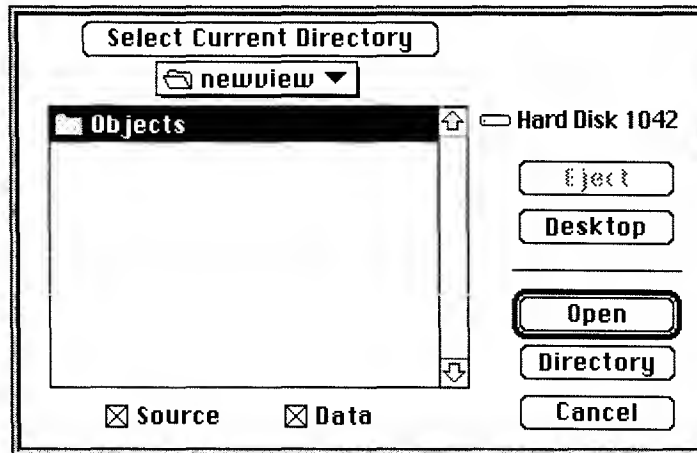 Select Current Directory
newview
Objects
Hard Disk 1042
Eject
Desktop
Open
Directory
Cancel
Source
Data